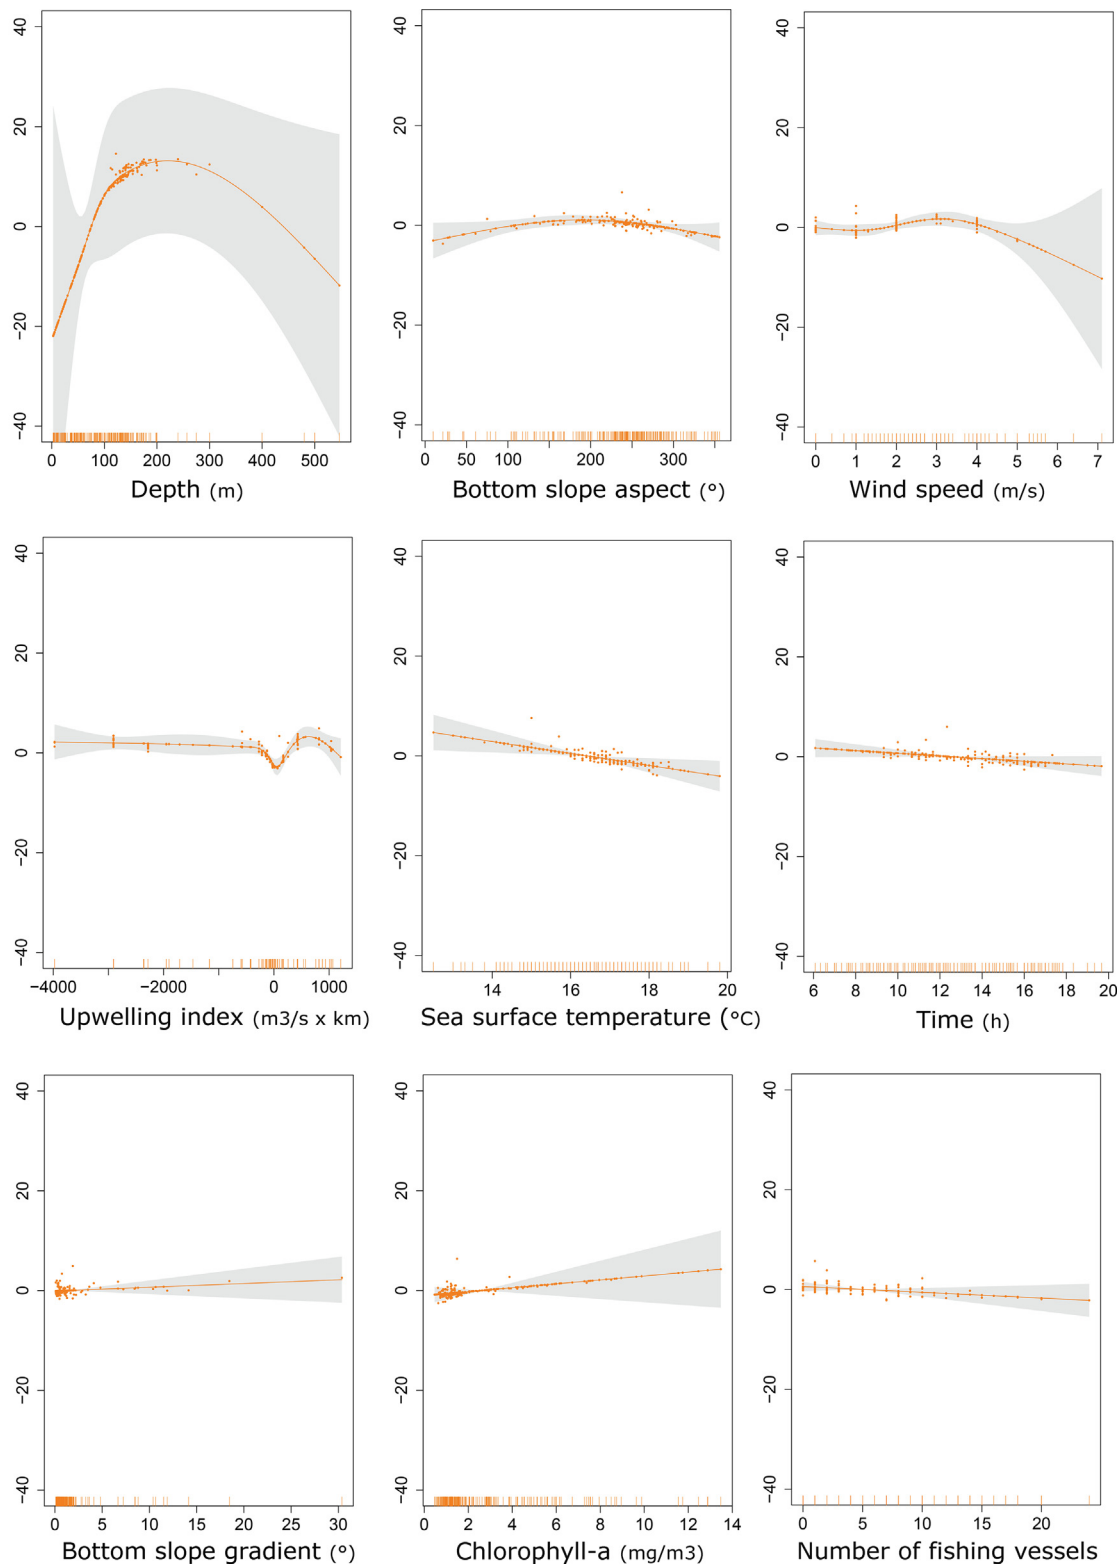 40
20
0
−20
−40
0 100 200 300 400 500
Depth (m)
40
20
0
−20
−40
0 50 150 200 250 300
Bottom slope aspect (°)
40
20
0
−20
−40
0 1 2 3 4 5 6 7
Wind speed (m/s)
40
20
0
−20
−40
−4000 −2000 0 1000
Upwelling index (m3/s x km)
40
20
0
−20
−40
14 16 18 20
Sea surface temperature (°C)
40
20
0
−20
−40
6 8 10 12 14 16 18 20
Time (h)
40
20
0
−20
−40
0 5 10 15 20 25 30
Bottom slope gradient (°)
40
20
0
−20
−40
0 2 4 6 8 10 12 14
Chlorophyll-a (mg/m3)
40
20
0
−20
−40
0 5 10 15 20
Number of fishing vessels